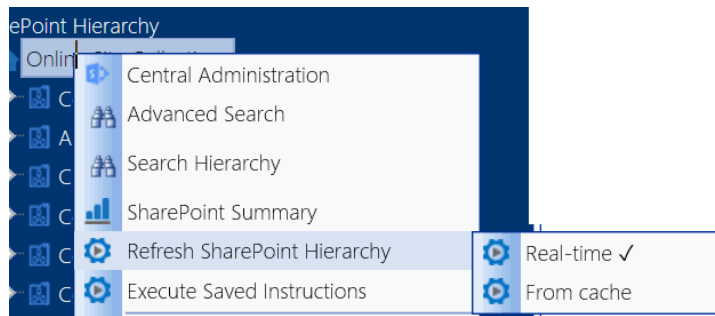 ePoint Hierarchy
Onlin
Central Administration
C
Advanced Search
A
Search Hierarchy
C
SharePoint Summary
C
Refresh SharePoint Hierarchy
Real-time ✓
C
Execute Saved Instructions
From cache
C